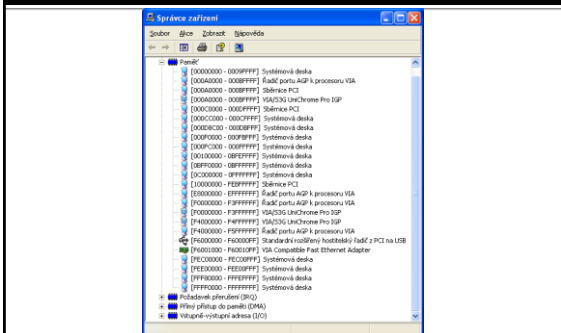 Správce zařízení
Soubor Akce Zobrazit Nápověda
Paměť
[00000000 - 0009FFFF] Systémová deska
[000A0000 - 000BFFFF] Řadič portu AGP k procesoru VIA
[000A0000 - 000BFFFF] Sběrnice PCI
[000A0000 - 000BFFFF] VIA/S3G UniChrome Pro IGP
[000C0000 - 000DFFFF] Sběrnice PCI
[000CC000 - 000CFFFF] Systémová deska
[000D8C00 - 000DBFFF] Systémová deska
[000F0000 - 000FBFFF] Systémová deska
[000FC000 - 000FFFFF] Systémová deska
[00100000 - 0BFEFFFF] Systémová deska
[0BFF0000 - 0BFFFFFF] Systémová deska
[0C000000 - 0FFFFFFF] Systémová deska
[10000000 - FEBFFFFF] Sběrnice PCI
[E8000000 - EFFFFFFF] Řadič portu AGP k procesoru VIA
[F0000000 - F3FFFFFF] Řadič portu AGP k procesoru VIA
[F0000000 - F3FFFFFF] VIA/S3G UniChrome Pro IGP
[F4000000 - F4FFFFFF] VIA/S3G UniChrome Pro IGP
[F4000000 - F5FFFFFF] Řadič portu AGP k procesoru VIA
[F6000000 - F60000FF] Standardní rozšířený hostitelský řadič z PCI na USB
[F6001000 - F60010FF] VIA Compatible Fast Ethernet Adapter
[FEC00000 - FEC00FFF] Systémová deska
[FEE00000 - FEE00FFF] Systémová deska
[FFF80000 - FFFEFFFF] Systémová deska
[FFFF0000 - FFFFFFFF] Systémová deska
Požadavek přerušení (IRQ)
Přímý přístup do paměti (DMA)
Vstupně-výstupní adresa (I/O)